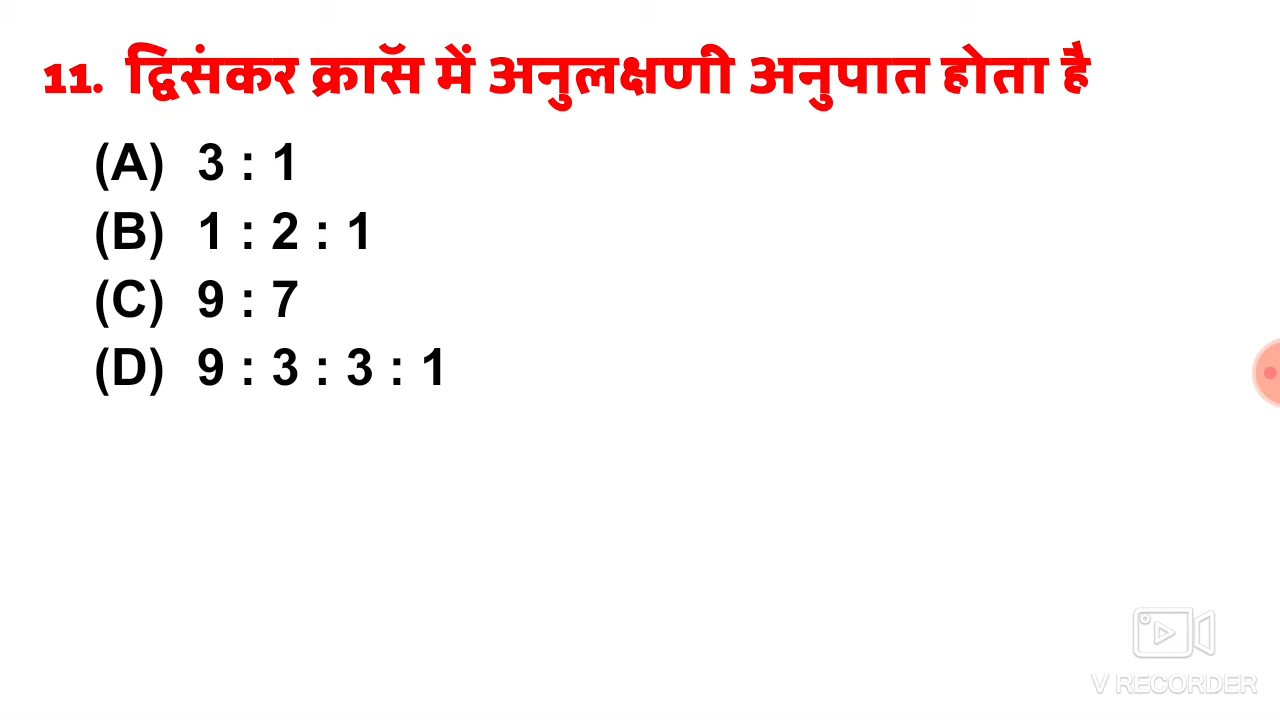 11. द्विसंकर क्रॉस में अनुलक्षणी अनुपात होता है
(A) 3 : 1
(B) 1 : 2 : 1
(C) 9 : 7
(D) 9 : 3 : 3 : 1
V RECORDER